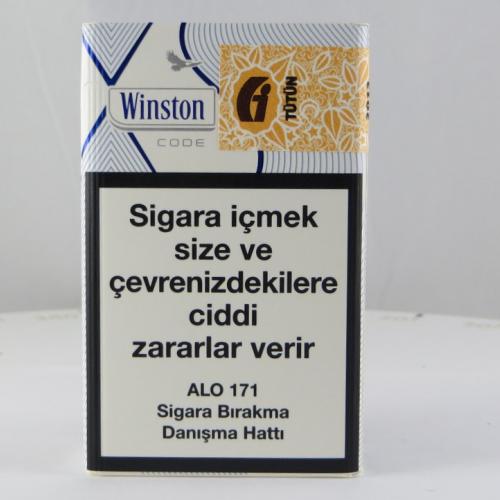 Winston
CODE
TÜTÜN
Sigara içmek
size ve
çevrenizdekilere
ciddi
zararlar verir
ALO 171
Sigara Bırakma
Danışma Hattı